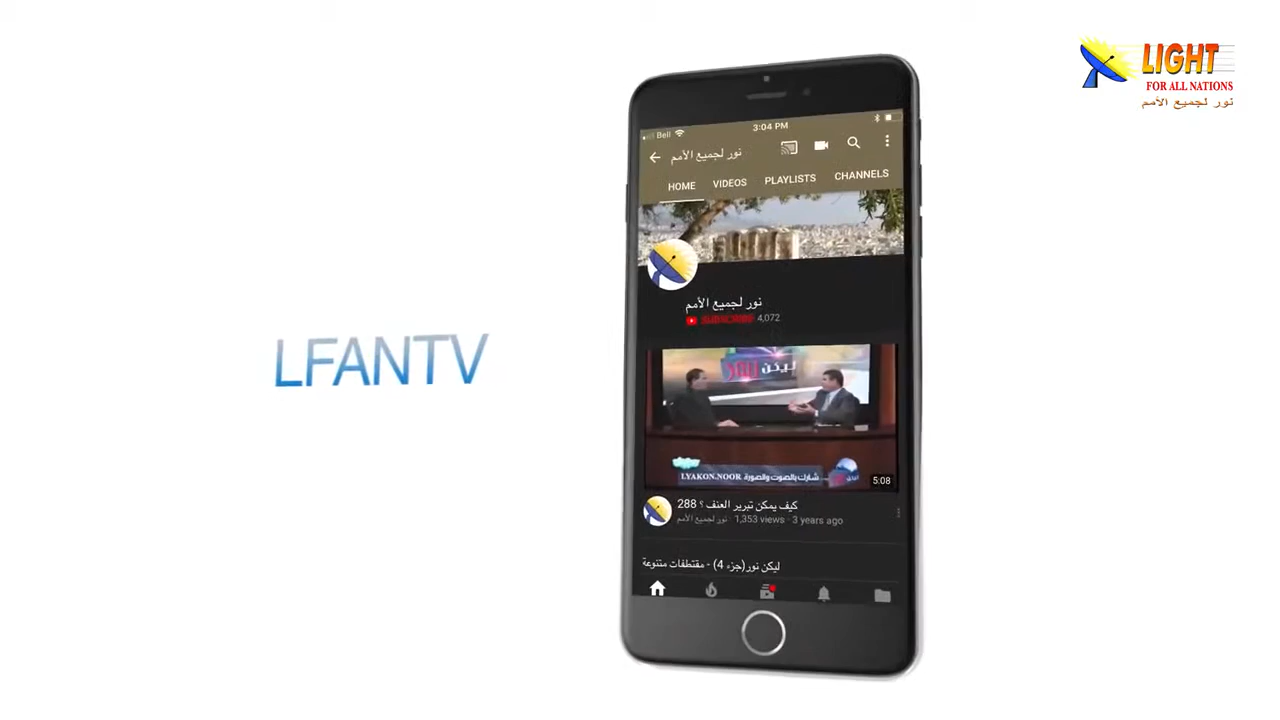 LIGHT
FOR ALL NATIONS
نور لجميع الأمم
LFANTV
Bell
3:04 PM
نور لجميع الأمم
HOME VIDEOS PLAYLISTS CHANNELS
نور لجميع الأمم
SUBSCRIBE 4,072
ليكن نور
شارك بالصوت والصورة LYAKON.NOOR
5:08
كيف يمكن تبرير العنف ؟ 288
نور لجميع الأمم · 1,353 views · 3 years ago
ليكن نور(جزء 4) - مقتطفات متنوعة